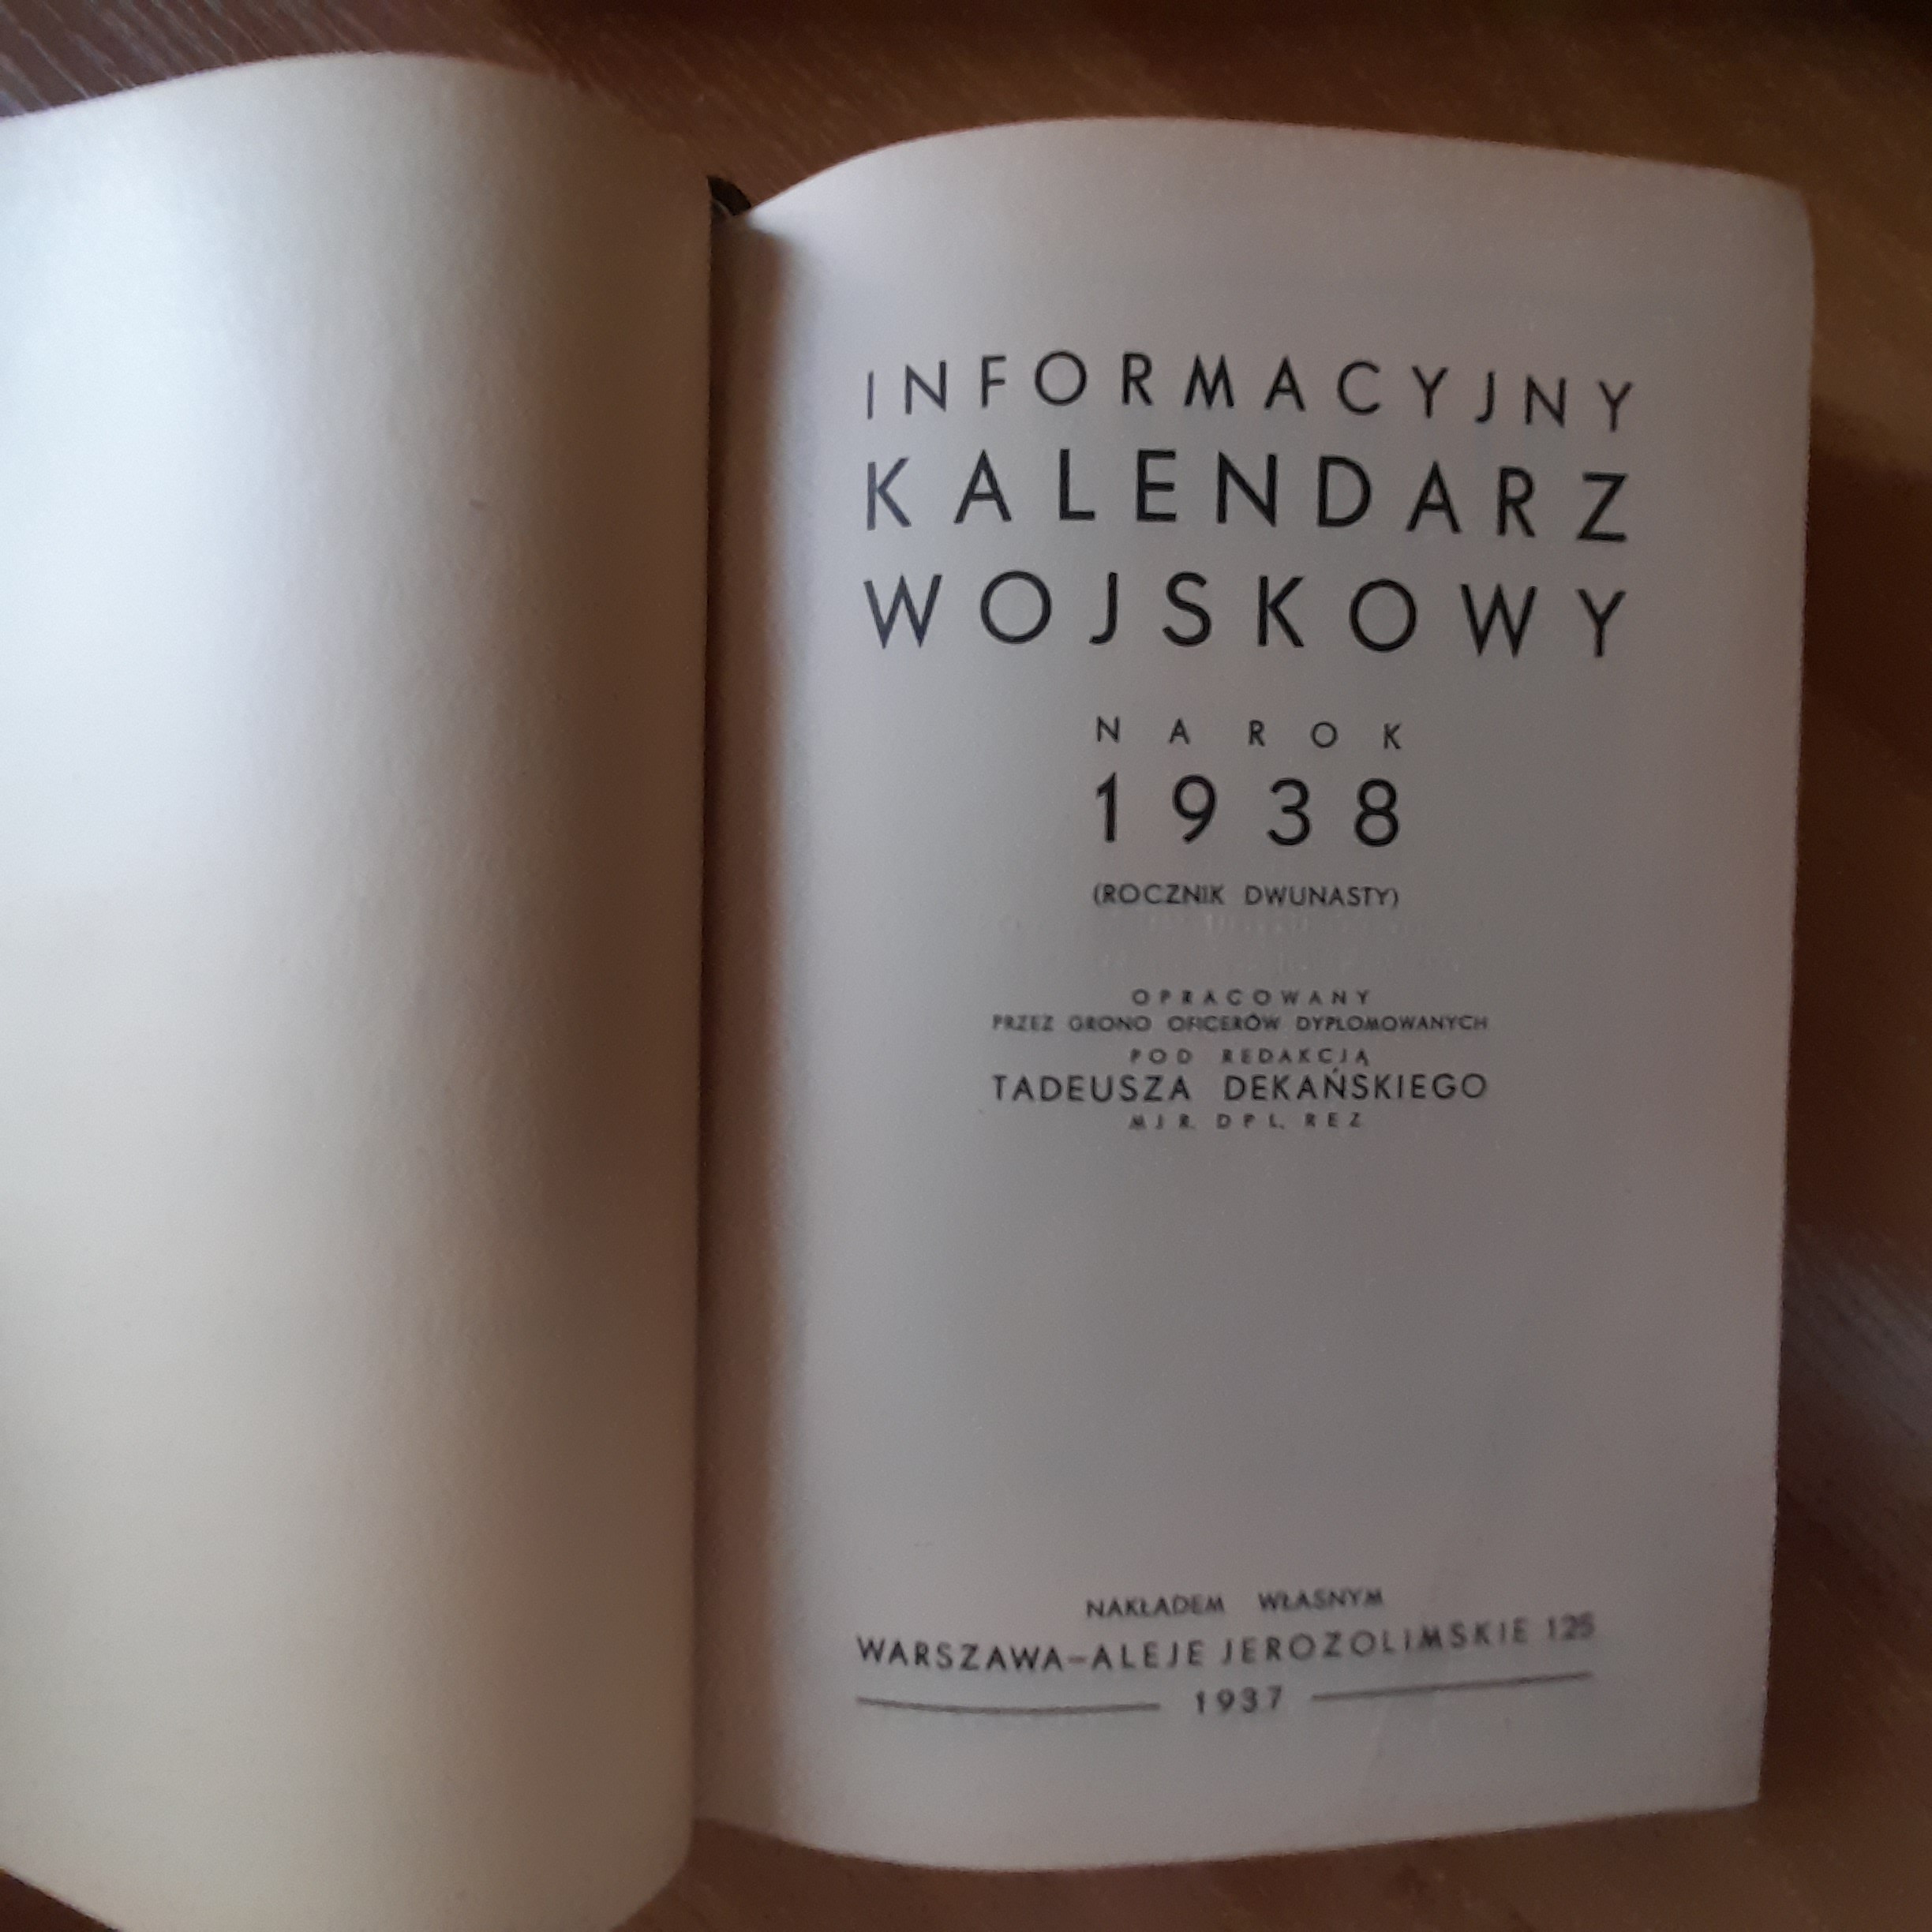 INFORMACYJNY
KALENDARZ
WOJSKOWY
NA ROK
1938
(ROCZNIK DWUNASTY)
OPRACOWANY
PRZEZ GRONO OFICERÓW DYPLOMOWANYCH
POD REDAKCJĄ
TADEUSZA DEKAŃSKIEGO
MJR. DPL. REZ
NAKŁADEM WŁASNYM
WARSZAWA–ALEJE JEROZOLIMSKIE 125
1937